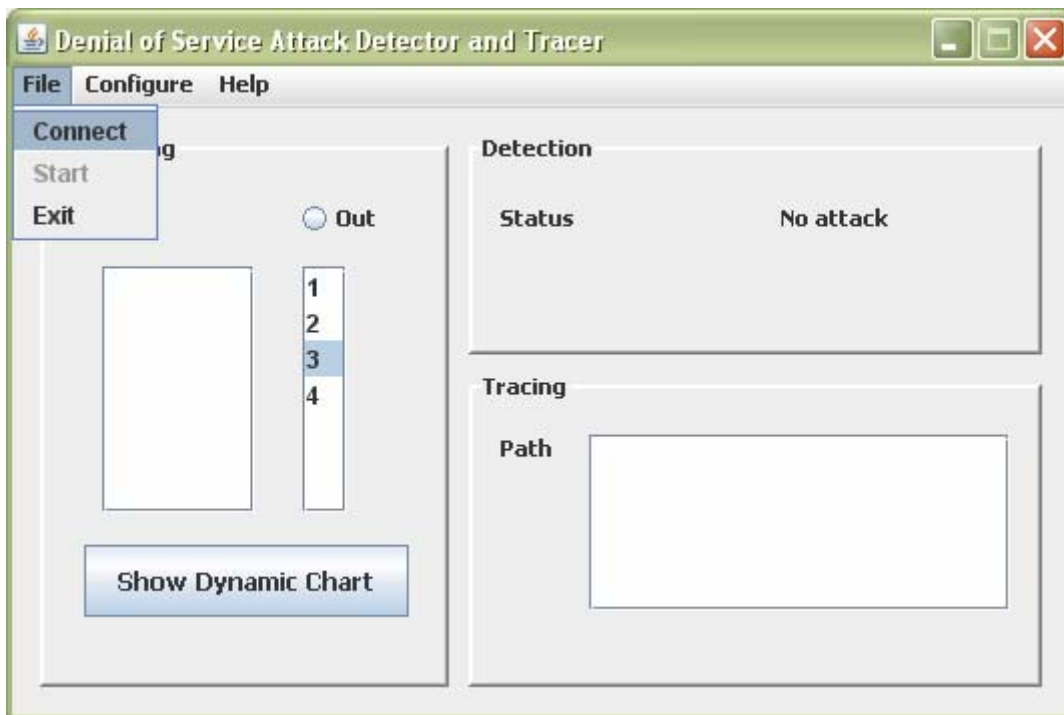 Denial of Service Attack Detector and Tracer
File Configure Help
Connect
Start
Exit
Out
1
2
3
4
Show Dynamic Chart
Detection
Status No attack
Tracing
Path